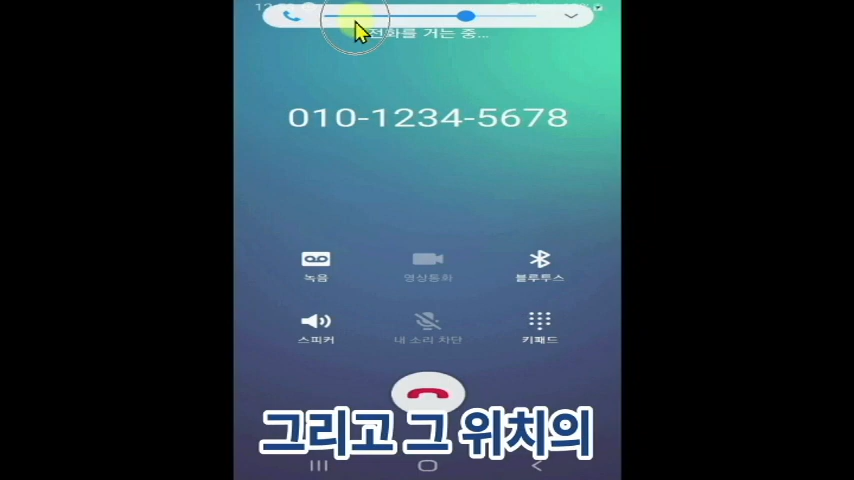 전화를 거는 중...
010-1234-5678
녹음 영상통화 블루투스
스피커 내 소리 차단 키패드
그리고 그 위치의